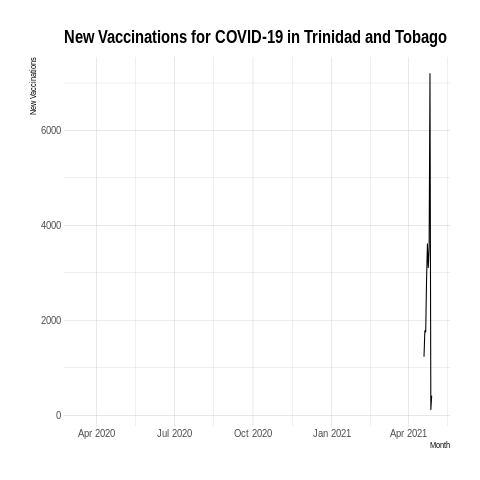 New Vaccinations for COVID-19 in Trinidad and Tobago
New Vaccinations
6000
4000
2000
0
Apr 2020 Jul 2020 Oct 2020 Jan 2021 Apr 2021
Month